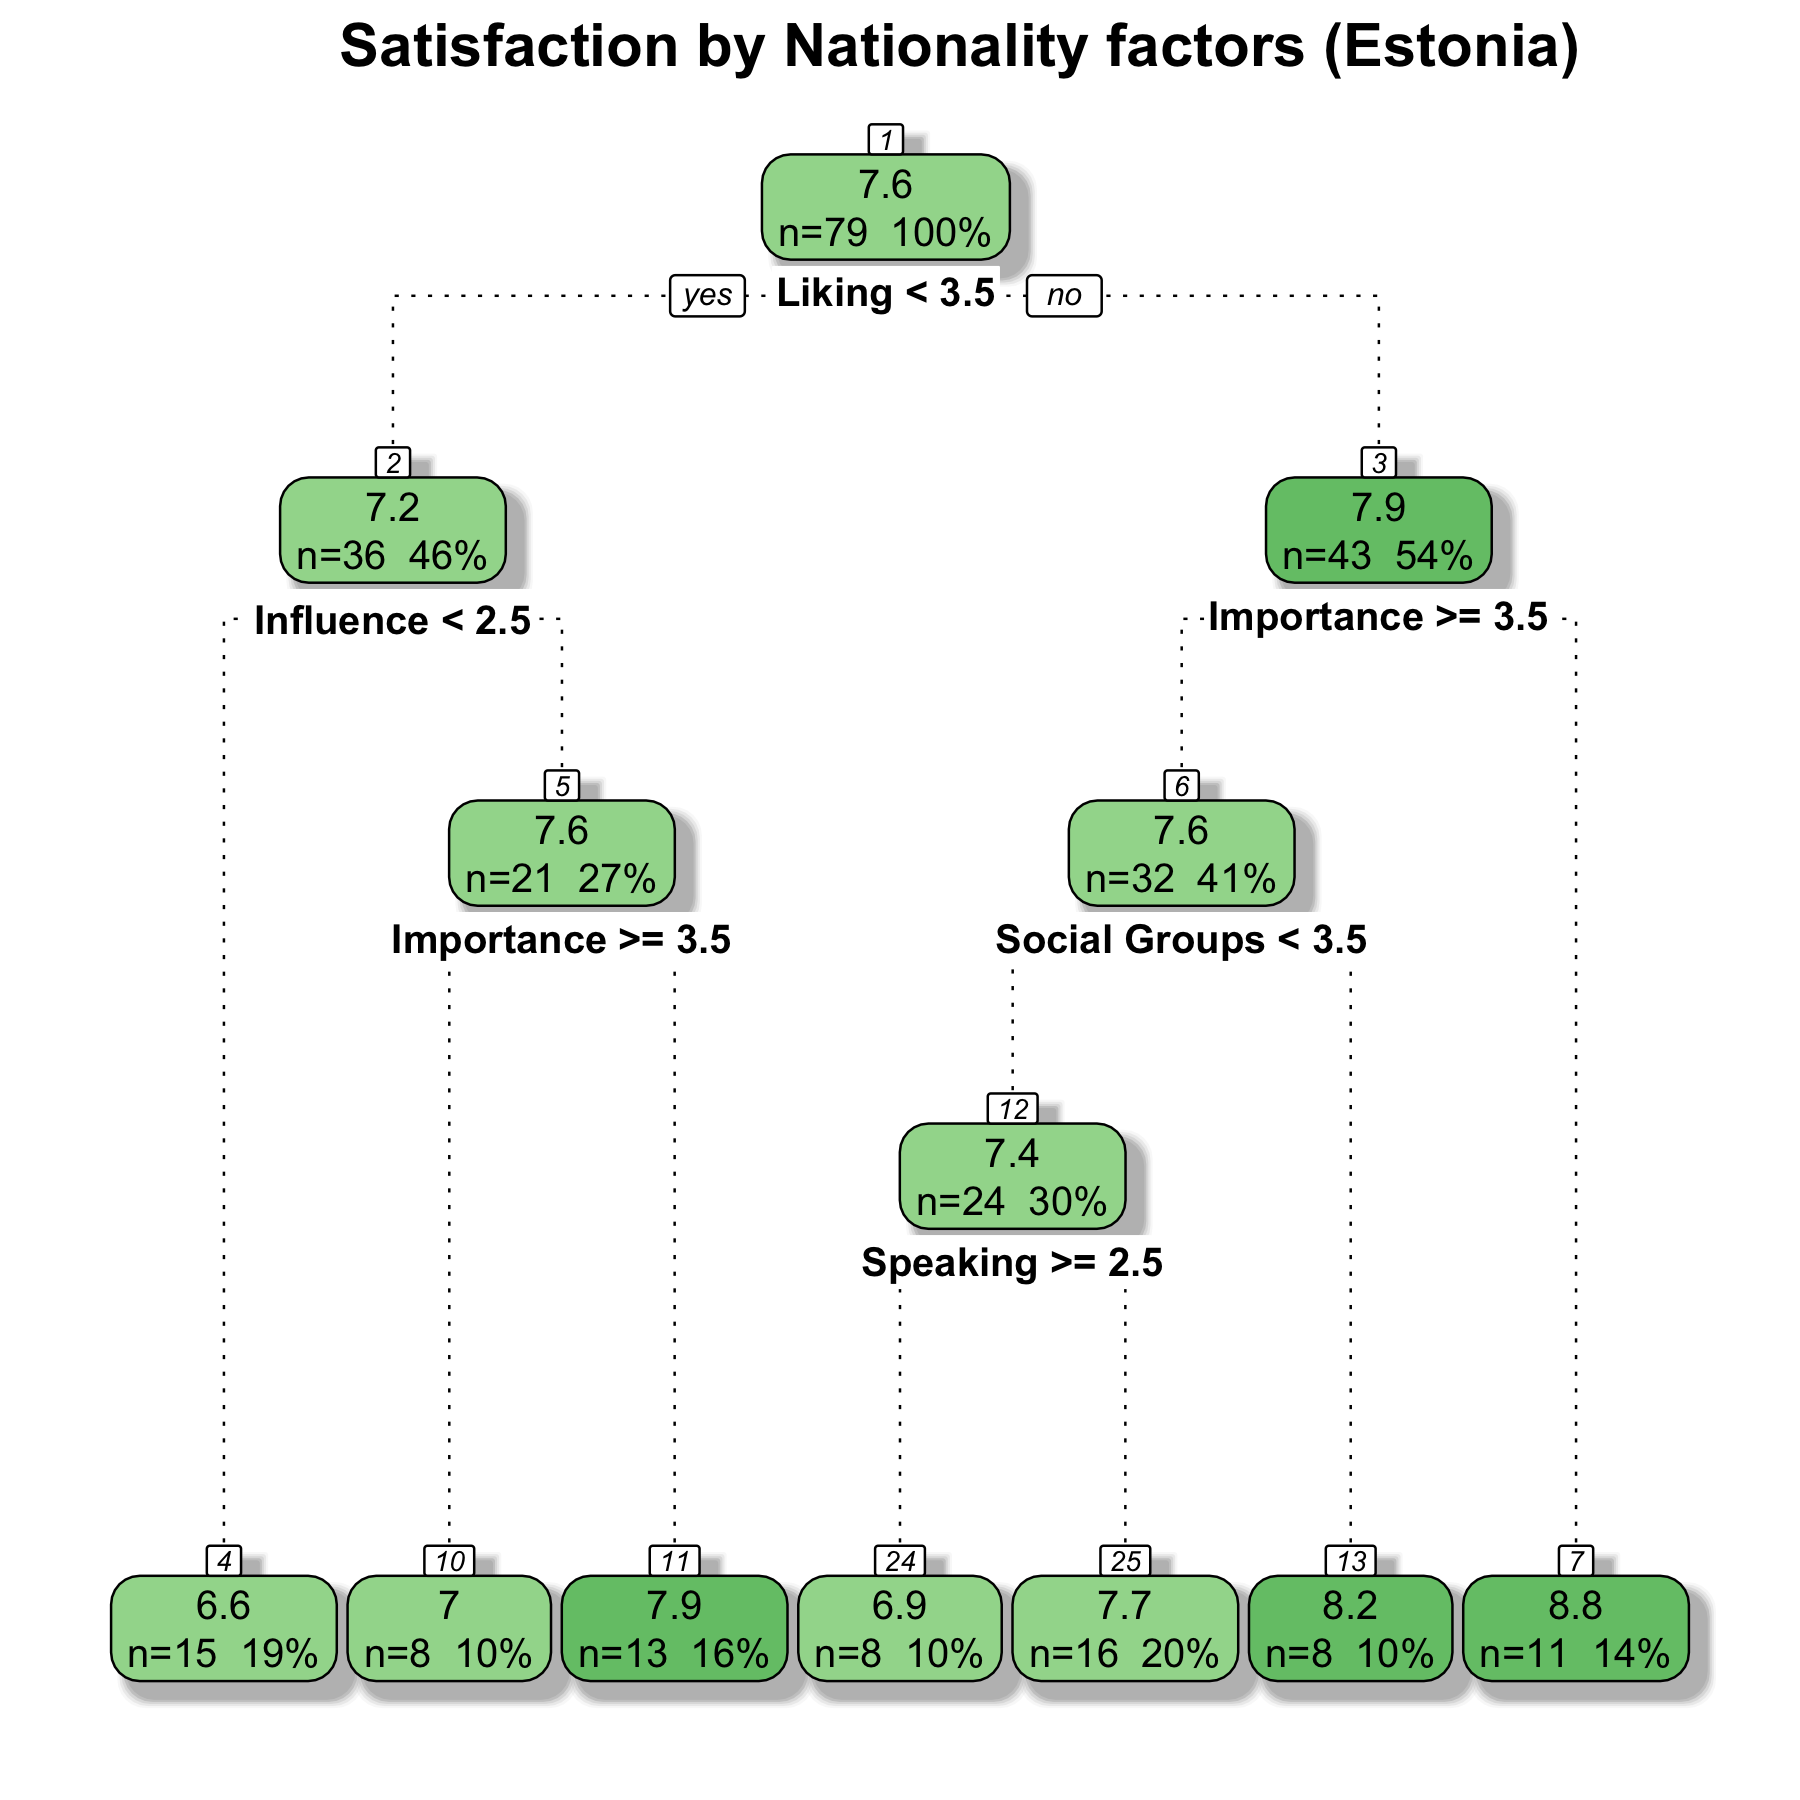 Satisfaction by Nationality factors (Estonia)
1
7.6
n=79 100%
yes Liking < 3.5 no
2
7.2
n=36 46%
Influence < 2.5
3
7.9
n=43 54%
Importance >= 3.5
5
7.6
n=21 27%
Importance >= 3.5
6
7.6
n=32 41%
Social Groups < 3.5
12
7.4
n=24 30%
Speaking >= 2.5
4
6.6
n=15 19%
10
7
n=8 10%
11
7.9
n=13 16%
24
6.9
n=8 10%
25
7.7
n=16 20%
13
8.2
n=8 10%
7
8.8
n=11 14%